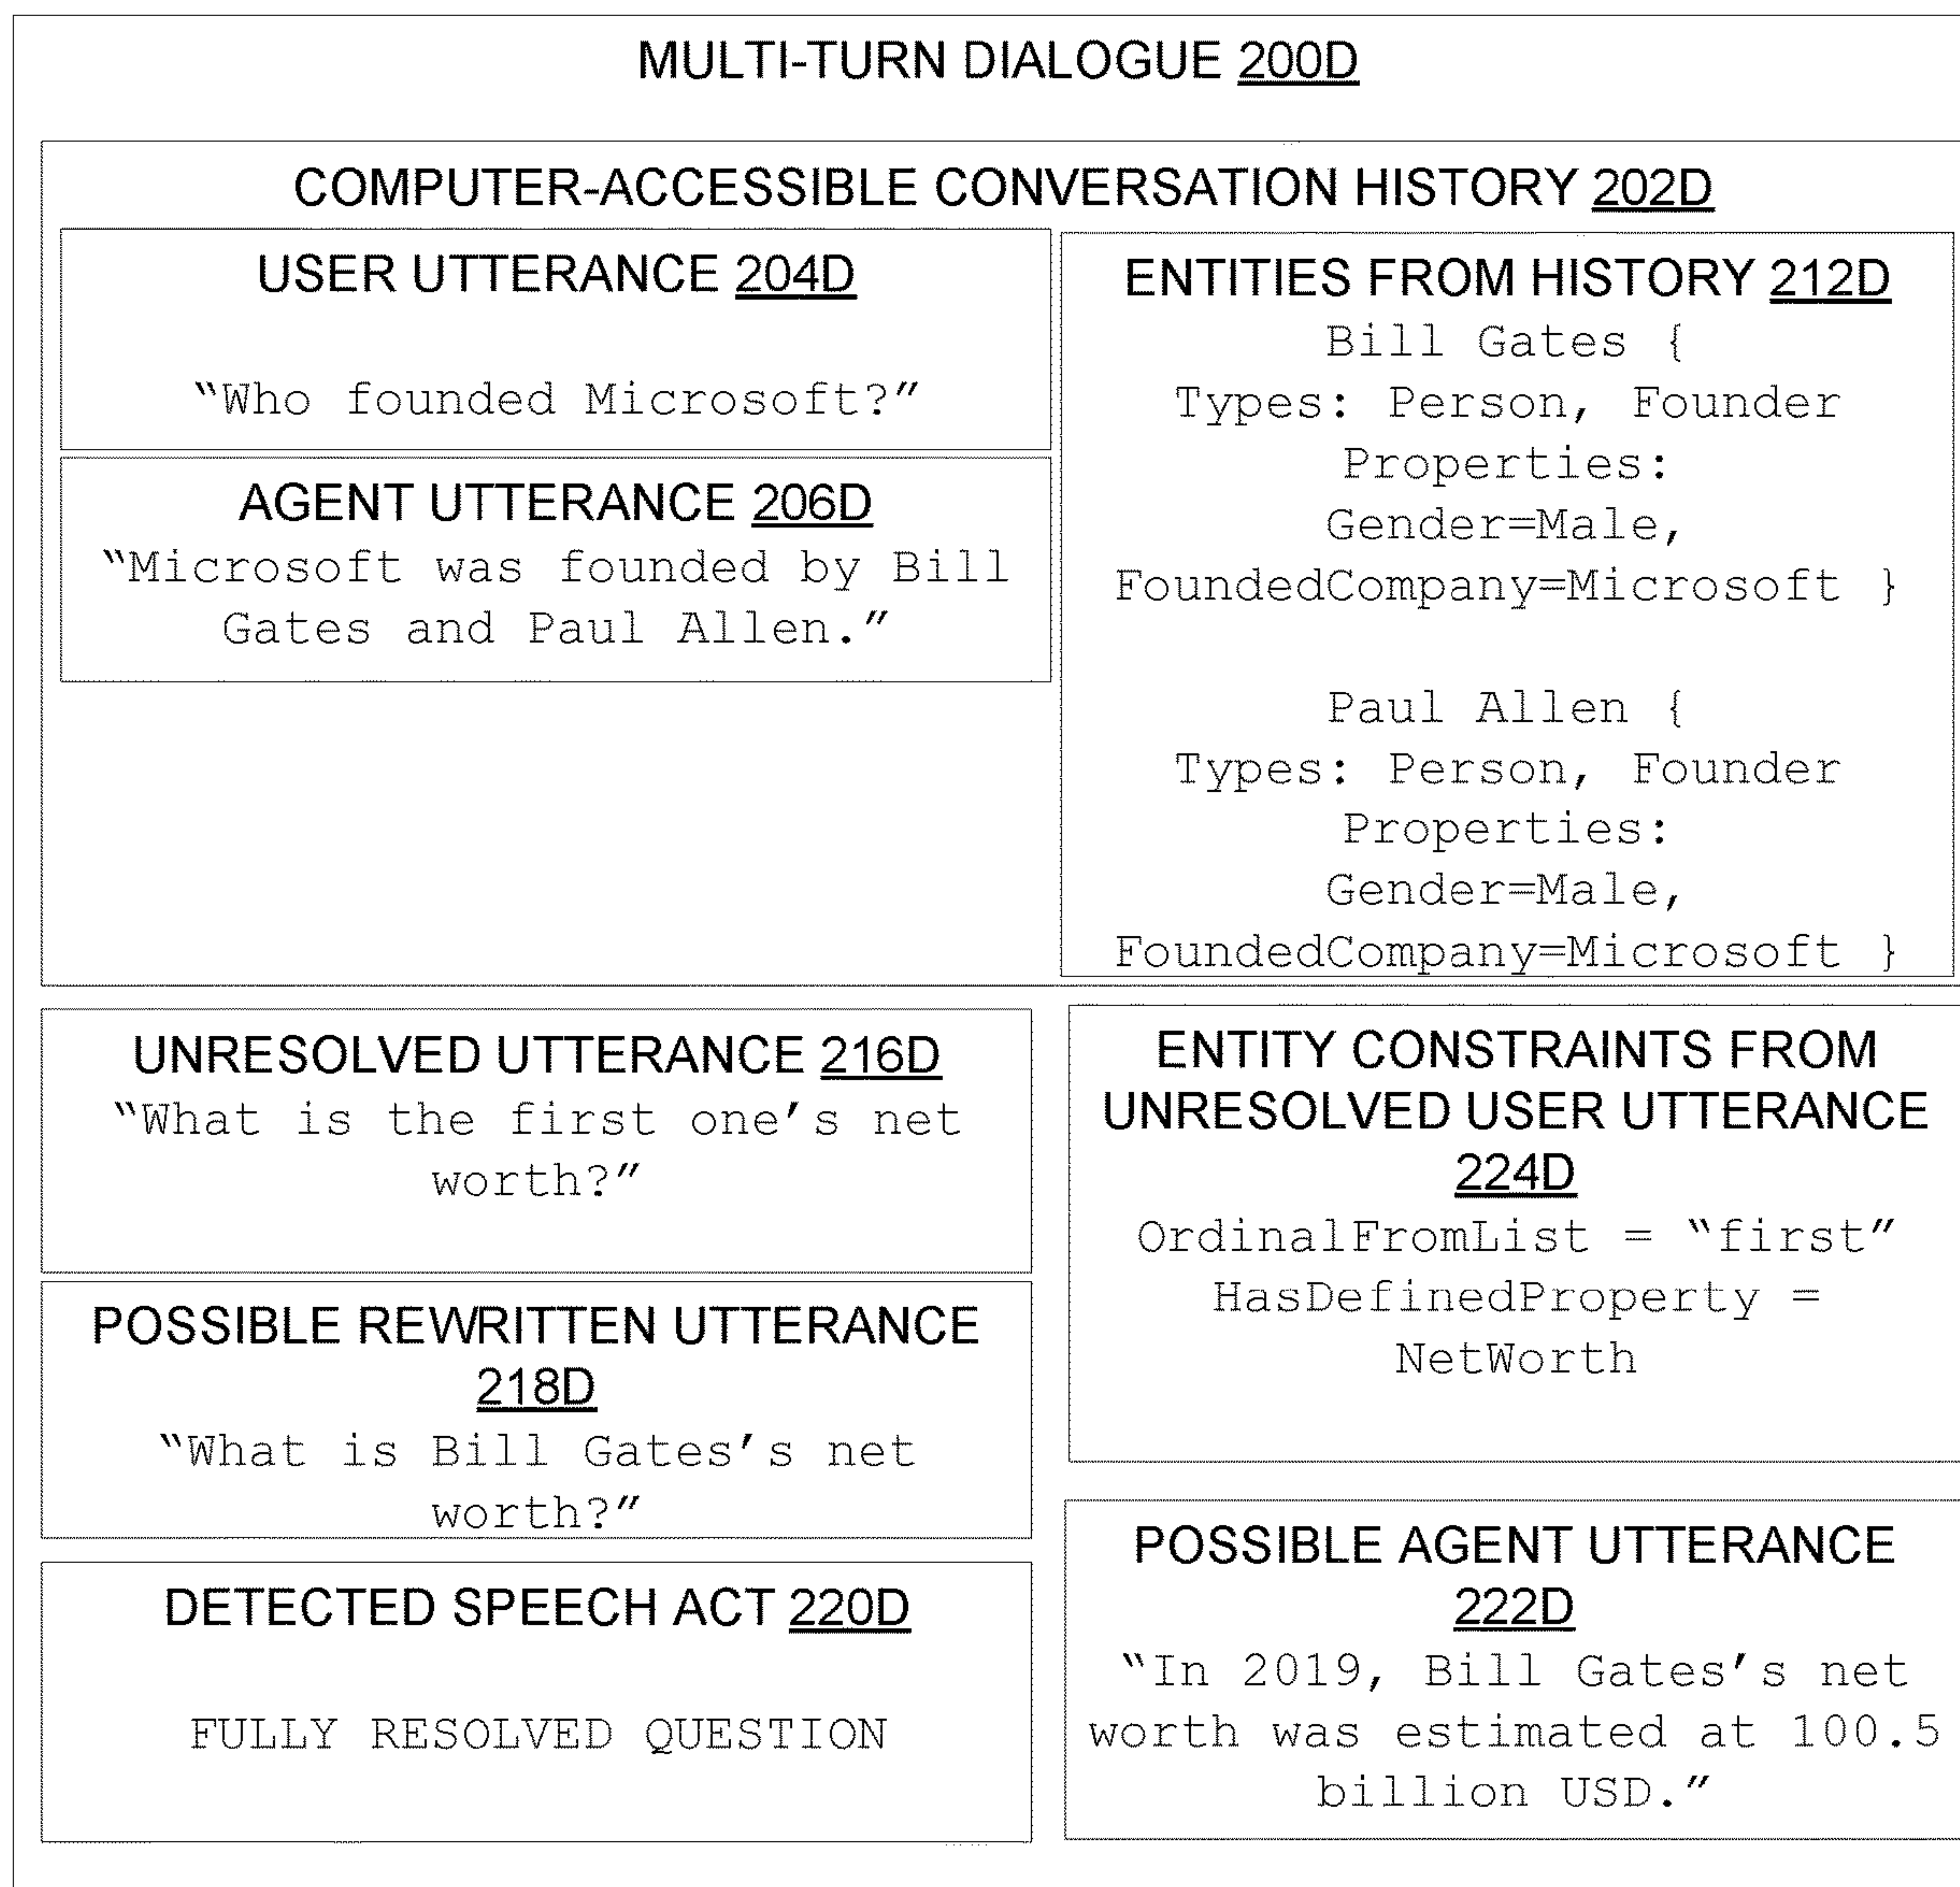 MULTI-TURN DIALOGUE 200D
COMPUTER-ACCESSIBLE CONVERSATION HISTORY 202D
USER UTTERANCE 204D
“Who founded Microsoft?”
AGENT UTTERANCE 206D
“Microsoft was founded by Bill
Gates and Paul Allen.”
ENTITIES FROM HISTORY 212D
Bill Gates {
Types: Person, Founder
Properties:
Gender=Male,
FoundedCompany=Microsoft }
Paul Allen {
Types: Person, Founder
Properties:
Gender=Male,
FoundedCompany=Microsoft }
UNRESOLVED UTTERANCE 216D
“What is the first one’s net
worth?”
POSSIBLE REWRITTEN UTTERANCE
218D
“What is Bill Gates’s net
worth?”
DETECTED SPEECH ACT 220D
FULLY RESOLVED QUESTION
ENTITY CONSTRAINTS FROM
UNRESOLVED USER UTTERANCE
224D
OrdinalFromList = “first”
HasDefinedProperty =
NetWorth
POSSIBLE AGENT UTTERANCE
222D
“In 2019, Bill Gates’s net
worth was estimated at 100.5
billion USD.”